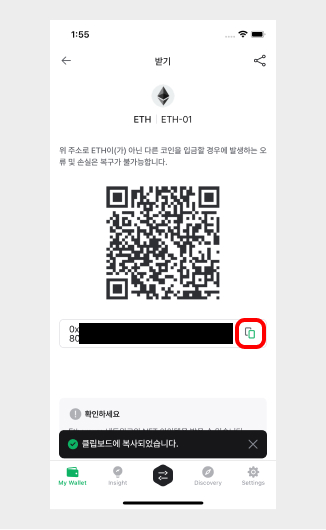 1:55
받기
ETH | ETH-01
위 주소로 ETH이(가) 아닌 다른 코인을 입금할 경우에 발생하는 오
류 및 손실은 복구가 불가능합니다.
0x
80
확인하세요
클립보드에 복사되었습니다.
My Wallet
Insight
Discovery
Settings